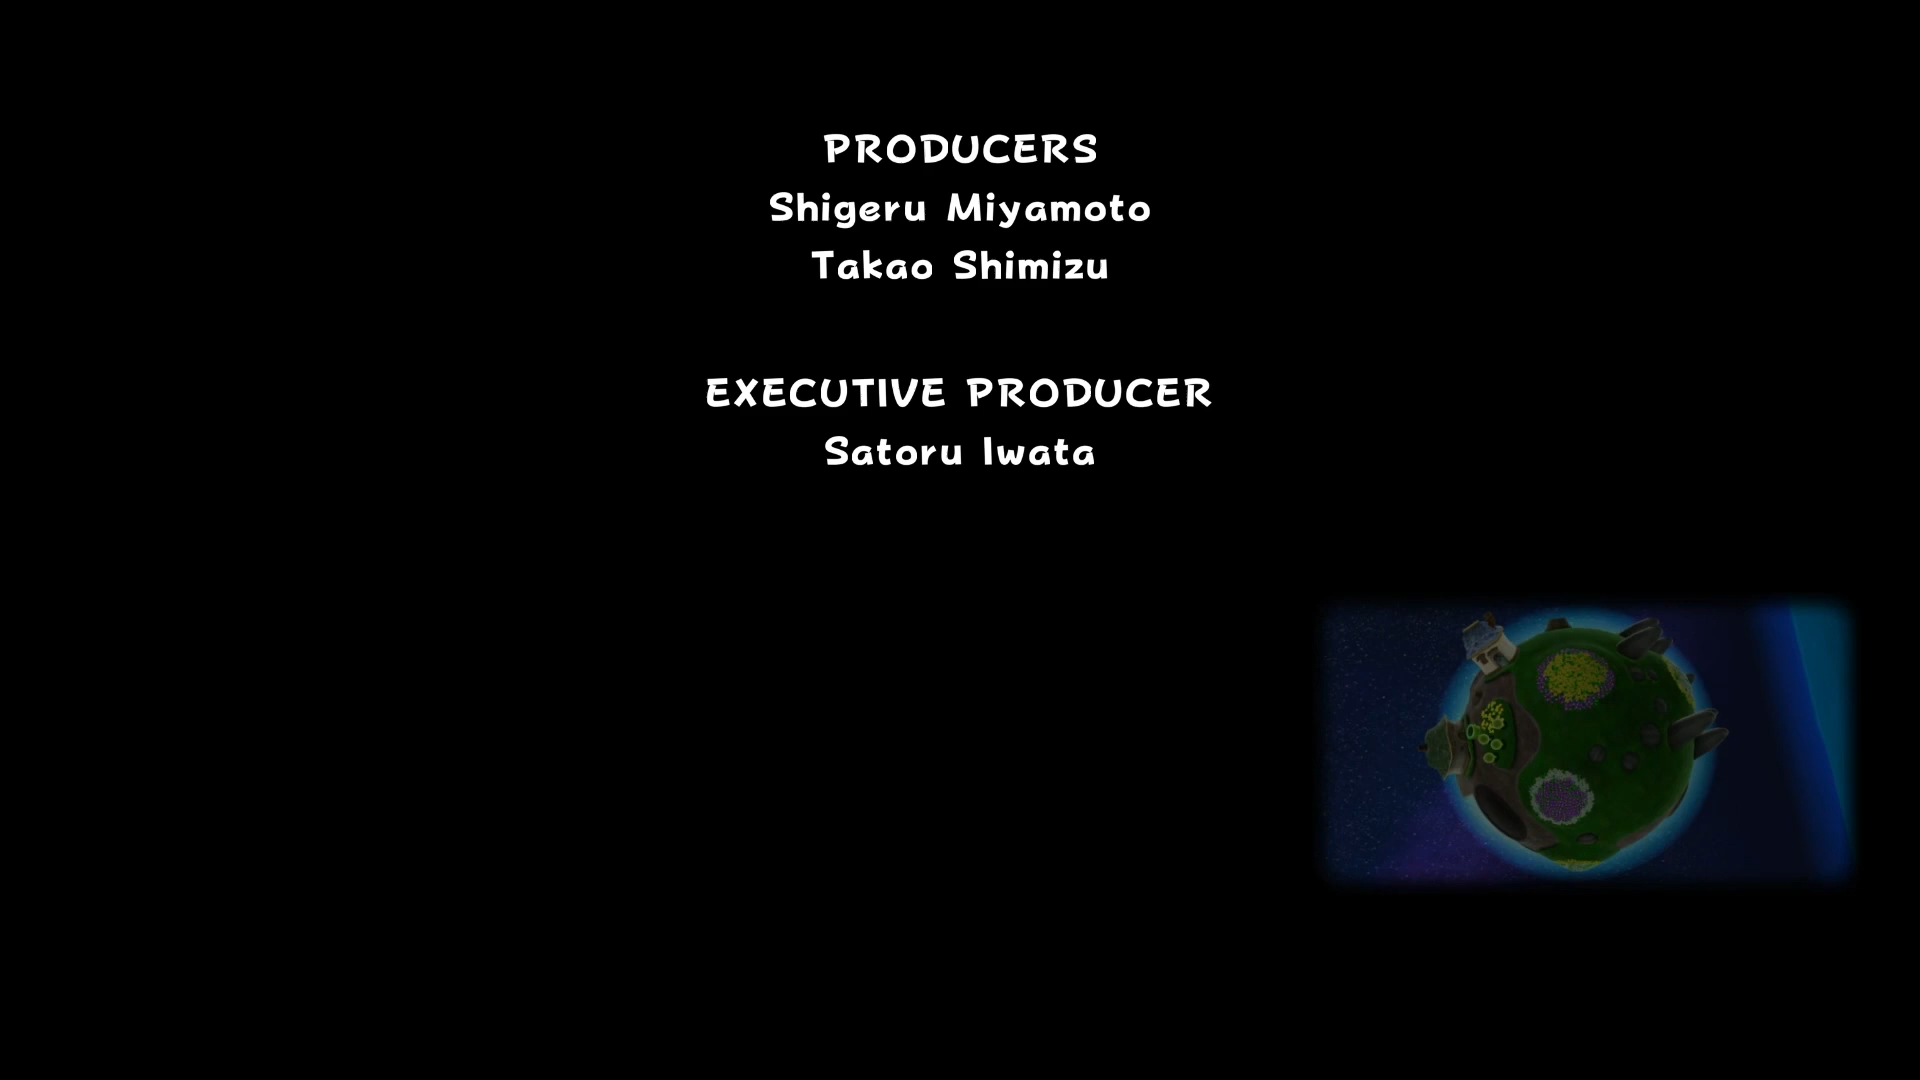 PRODUCERS
Shigeru Miyamoto
Takao Shimizu
EXECUTIVE PRODUCER
Satoru Iwata